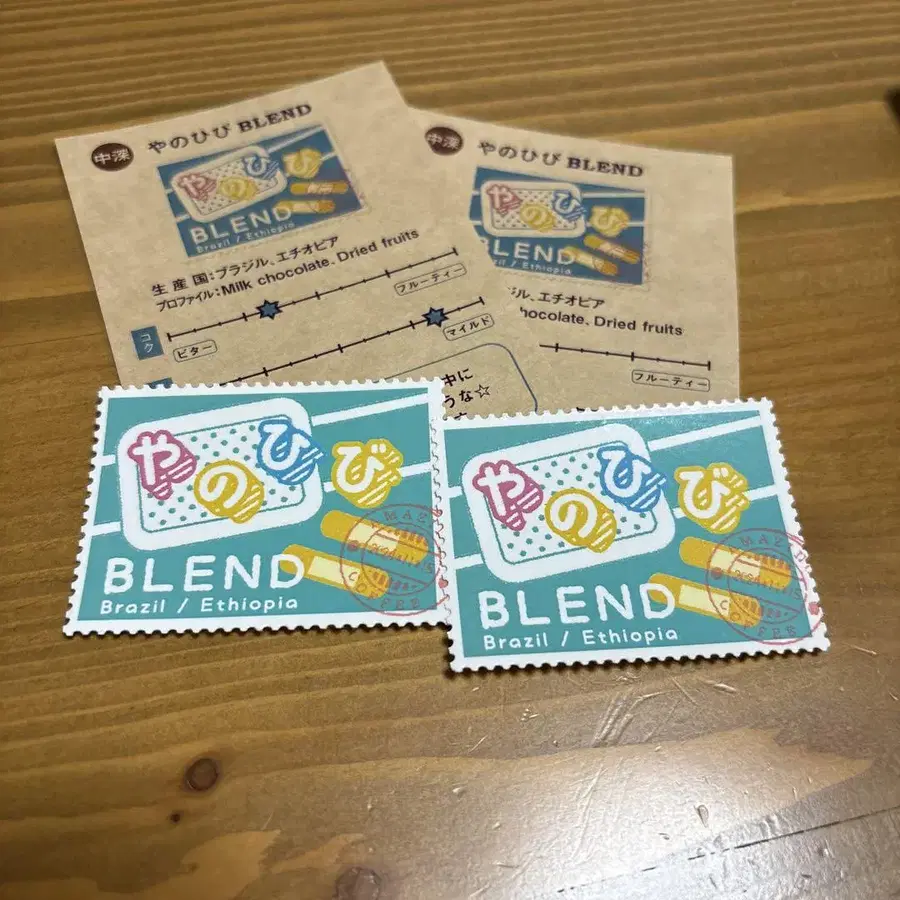 中深
やのひび BLEND
やのひび
BLEND
Brazil / Ethiopia
生産国:ブラジル、エチオピア
プロファイル:Milk chocolate、Dried fruits
コク
ビター
フルーティー
マイルド
中に
うな☆
中深
やのひび BLEND
やのひび
BLEND
/ Ethiopia
ジル、エチオピア
hocolate、Dried fruits
フルーティー
やのひび
BLEND
Brazil / Ethiopia
COFFEE
やのひび
BLEND
Brazil / Ethiopia
COFFEE